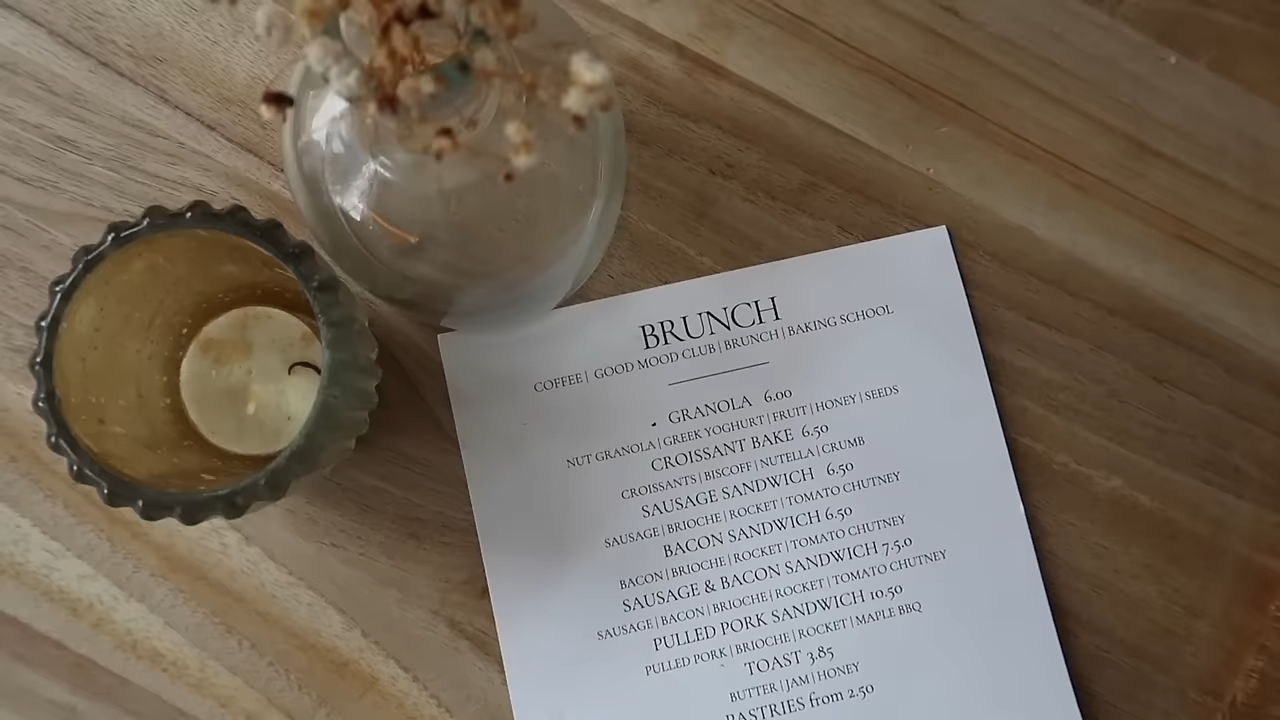 BRUNCH
COFFEE | GOOD MOOD CLUB | BRUNCH | BAKING SCHOOL
GRANOLA 6.00
NUT GRANOLA | GREEK YOGHURT | FRUIT | HONEY | SEEDS
CROISSANT BAKE 6.50
CROISSANTS | BISCOFF | NUTELLA | CRUMB
SAUSAGE SANDWICH 6.50
SAUSAGE | BRIOCHE | ROCKET | TOMATO CHUTNEY
BACON SANDWICH 6.50
BACON | BRIOCHE | ROCKET | TOMATO CHUTNEY
SAUSAGE & BACON SANDWICH 7.5.0
SAUSAGE | BACON | BRIOCHE | ROCKET | TOMATO CHUTNEY
PULLED PORK SANDWICH 10.50
PULLED PORK | BRIOCHE | ROCKET | MAPLE BBQ
TOAST 3.85
BUTTER | JAM | HONEY
PASTRIES from 2.50